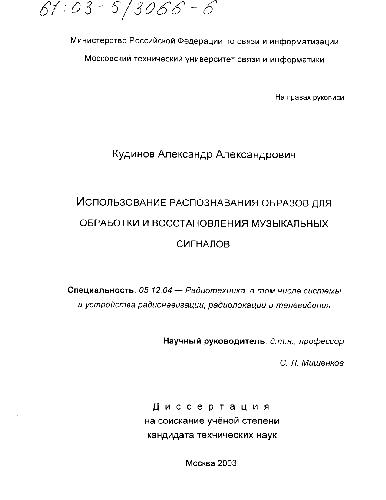 61:03-5/3066-6
Министерство Российской Федерации по связи и информатизации
Московский технический университет связи и информатики
На правах рукописи
Кудинов Александр Александрович
ИСПОЛЬЗОВАНИЕ РАСПОЗНАВАНИЯ ОБРАЗОВ ДЛЯ
ОБРАБОТКИ И ВОССТАНОВЛЕНИЯ МУЗЫКАЛЬНЫХ
СИГНАЛОВ
Специальность: 05.12.04 — Радиотехника, в том числе системы
и устройства радионавигации, радиолокации и телевидения
Научный руководитель: д.т.н., профессор
С. Л. Мишенков
Диссертация
на соискание учёной степени
кандидата технических наук
Москва 2003